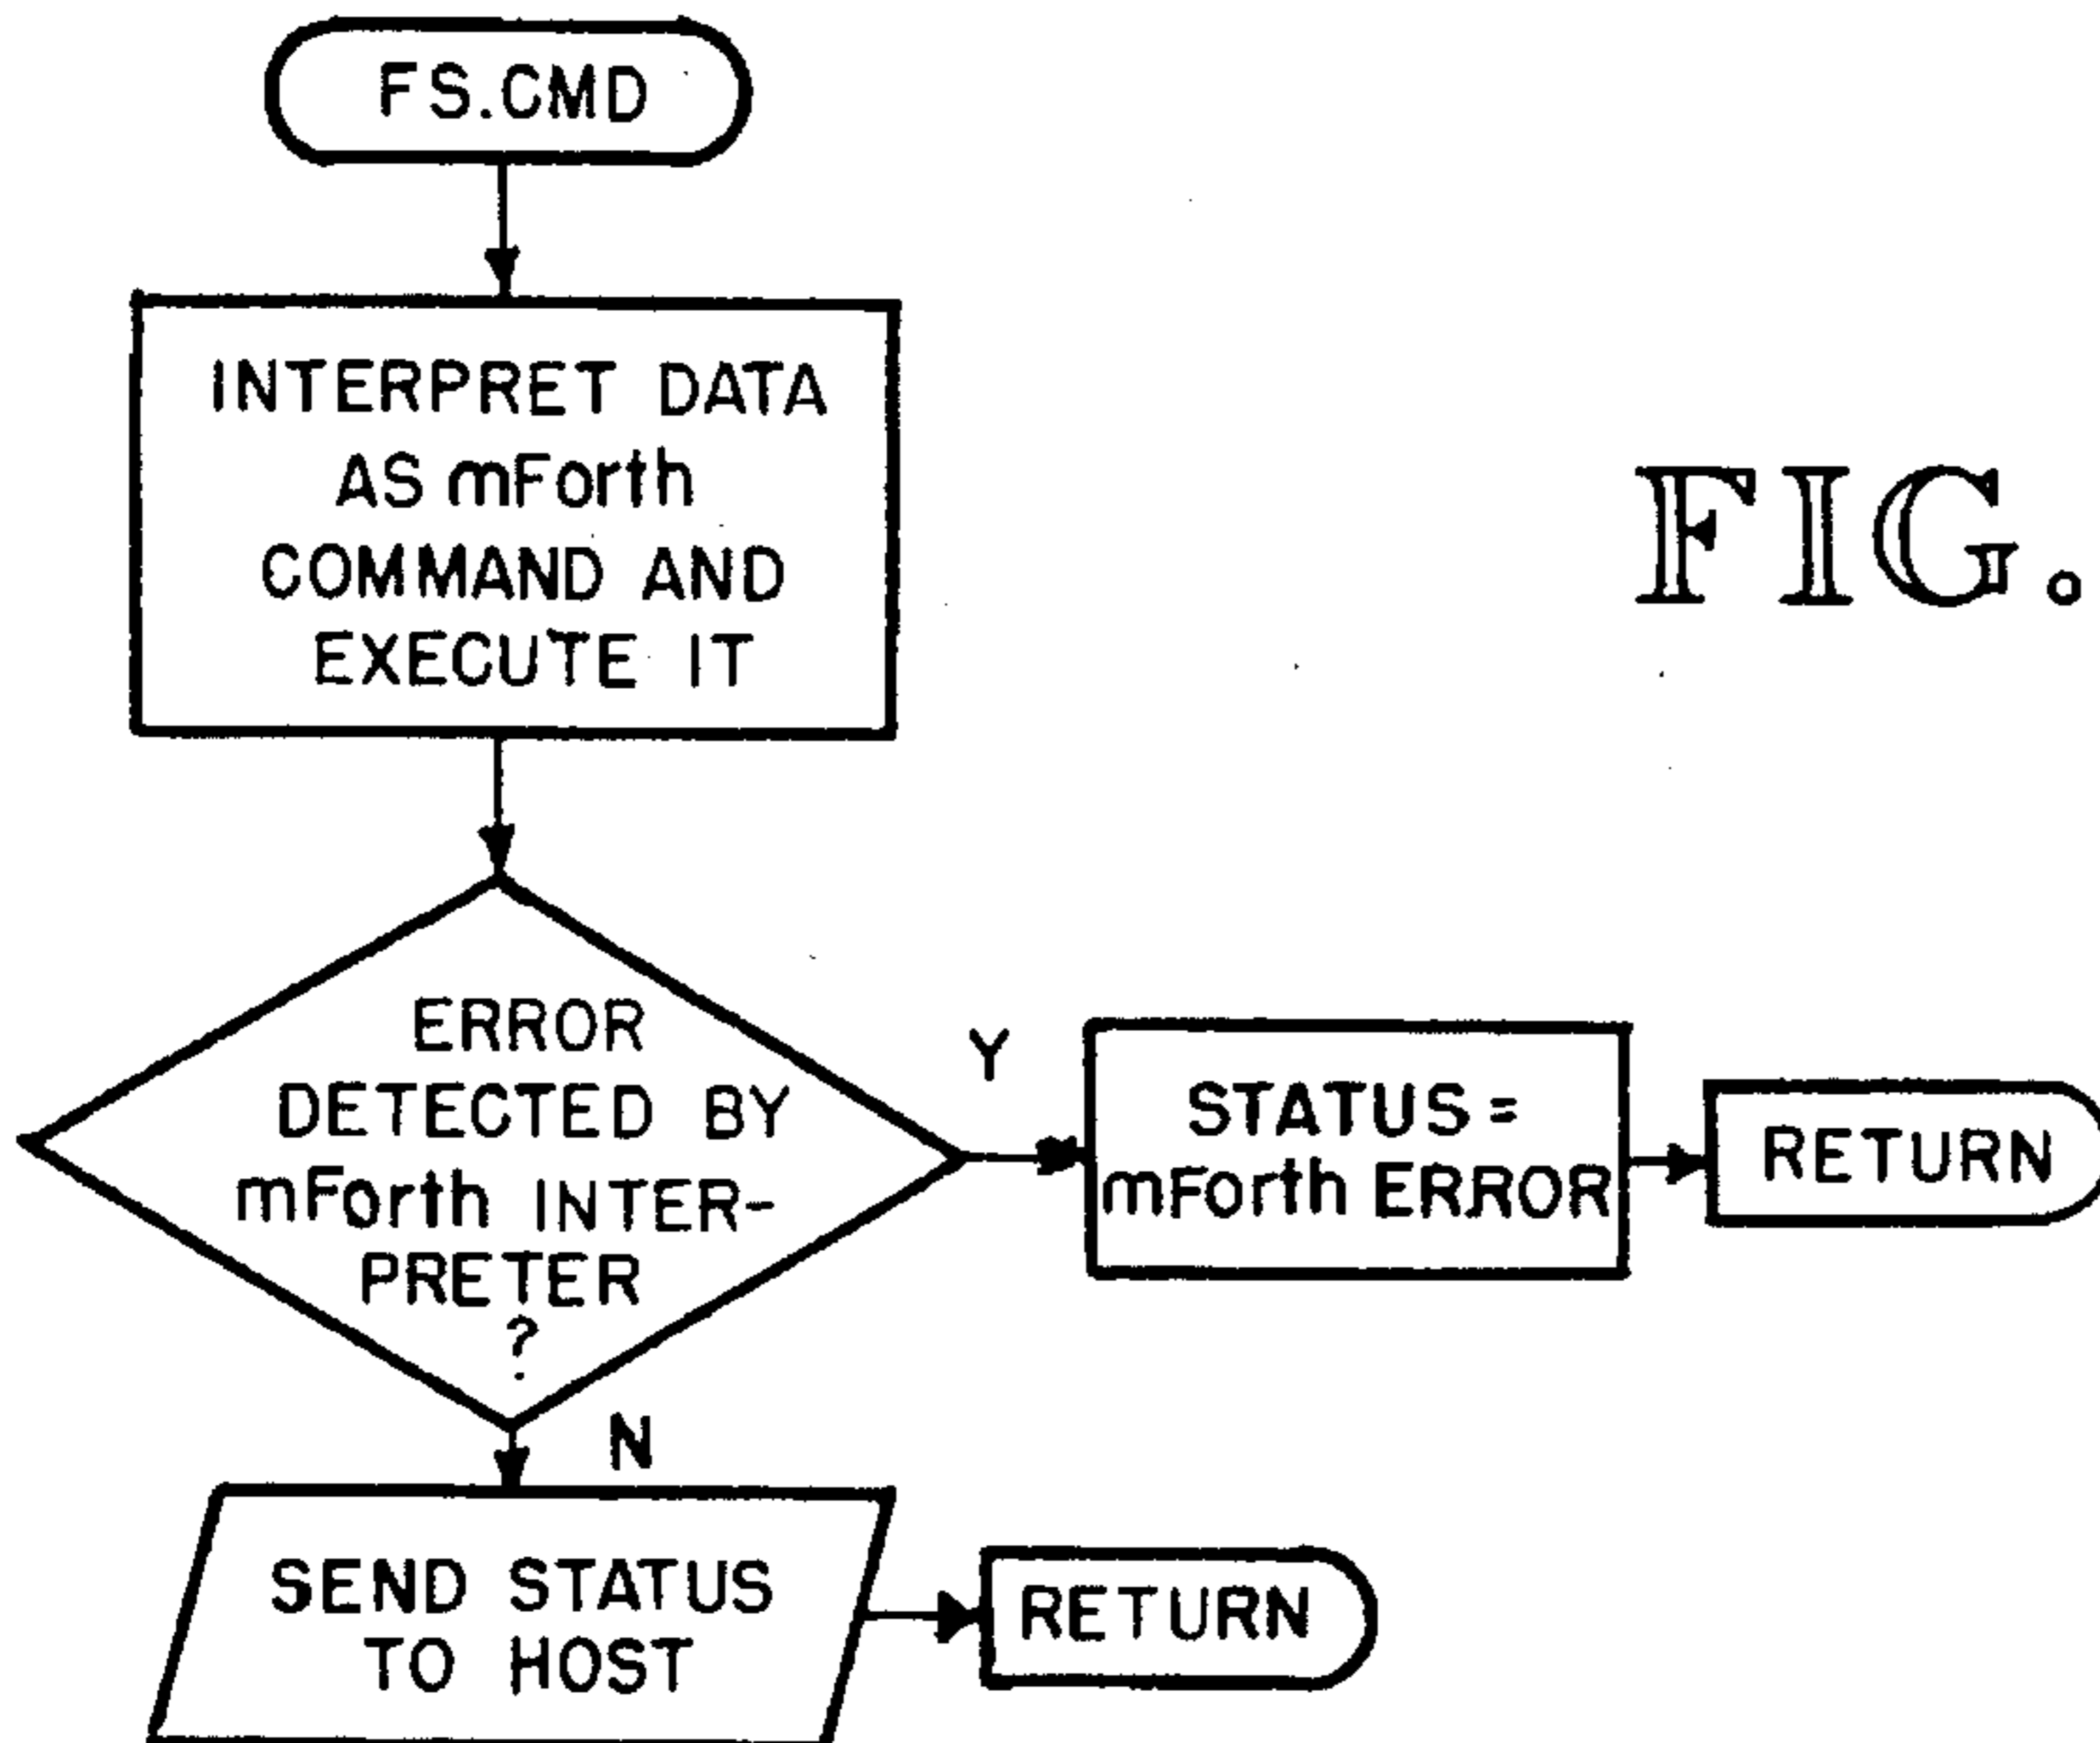 FS.CMD
INTERPRET DATA
AS mForth
COMMAND AND
EXECUTE IT
FIG.
ERROR
DETECTED BY
mForth INTER-
PRETER
?
Y
STATUS=
mForth ERROR
RETURN
N
SEND STATUS
TO HOST
RETURN